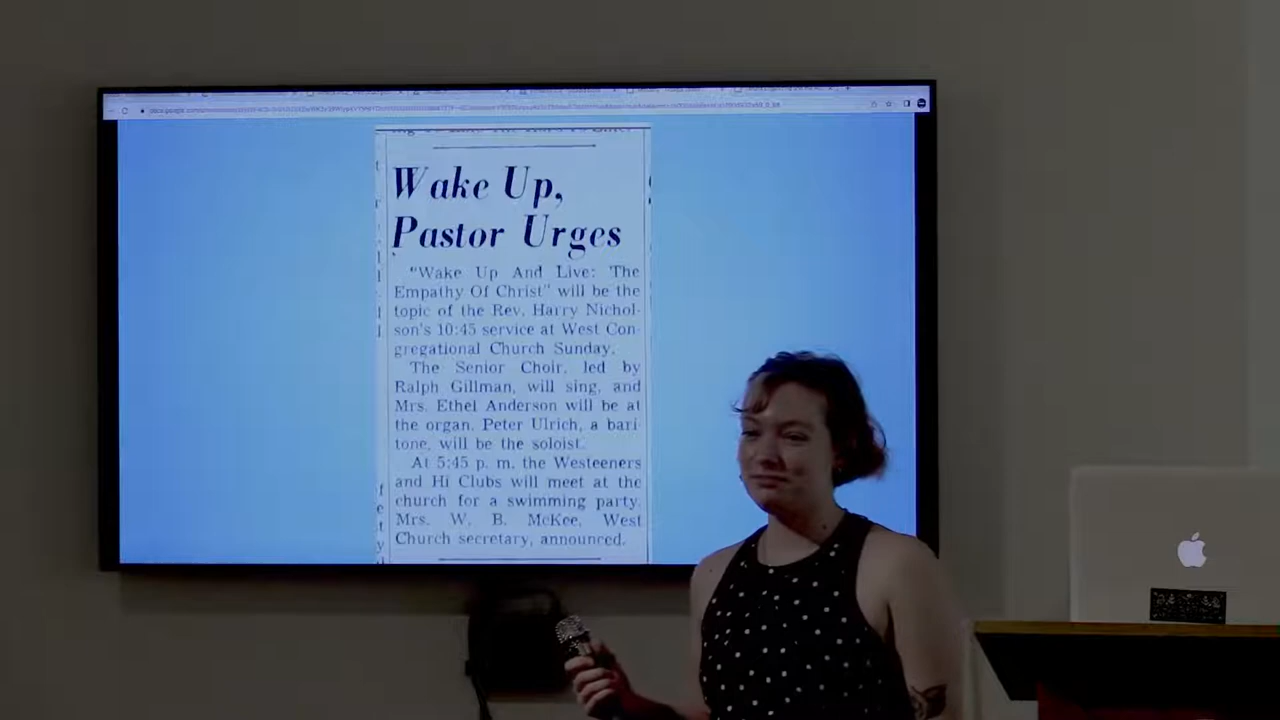 Wake Up,
Pastor Urges
"Wake Up And Live: The
Empathy Of Christ" will be the
topic of the Rev. Harry Nichol-
son's 10:45 service at West Con-
gregational Church Sunday.
The Senior Choir, led by
Ralph Gillman, will sing, and
Mrs. Ethel Anderson will be at
the organ. Peter Ulrich, a bari-
tone, will be the soloist.
At 5:45 p. m. the Westeeners
and Hi Clubs will meet at the
church for a swimming party.
Mrs. W. B. McKee, West
Church secretary, announced.